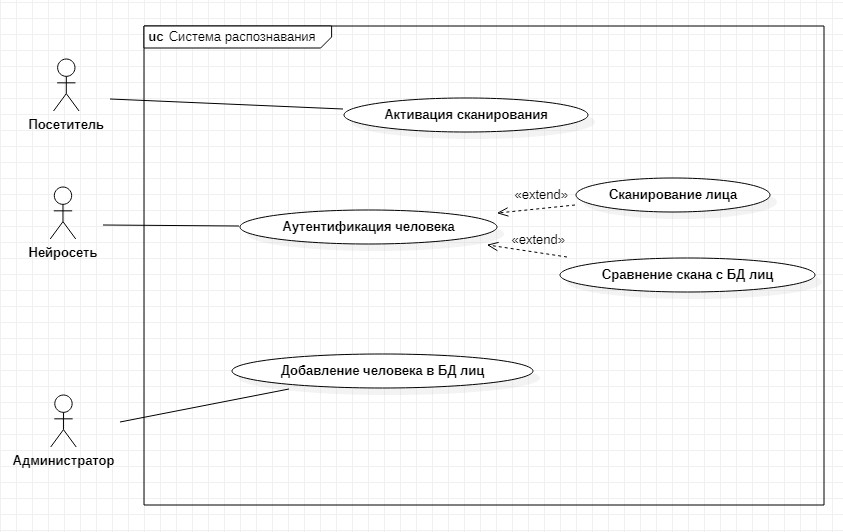 uc Система распознавания
Посетитель
Активация сканирования
Нейросеть
Аутентификация человека
«extend»
Сканирование лица
«extend»
Сравнение скана с БД лиц
Добавление человека в БД лиц
Администратор